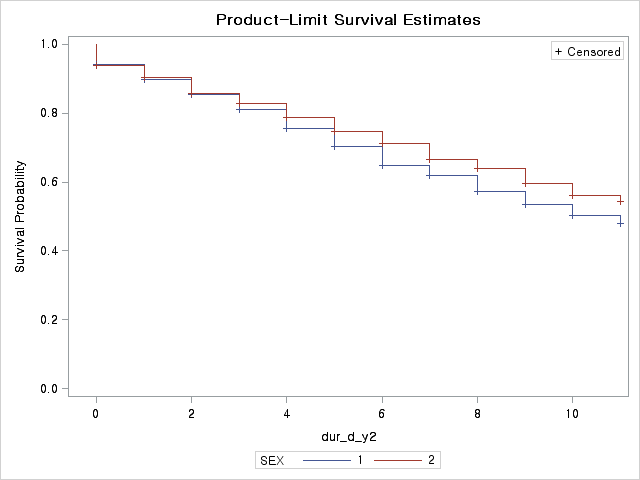 Product-Limit Survival Estimates
+ Censored
1.0
0.8
0.6
0.4
0.2
0.0
Survival Probability
0 2 4 6 8 10
dur_d_y2
SEX 1 2